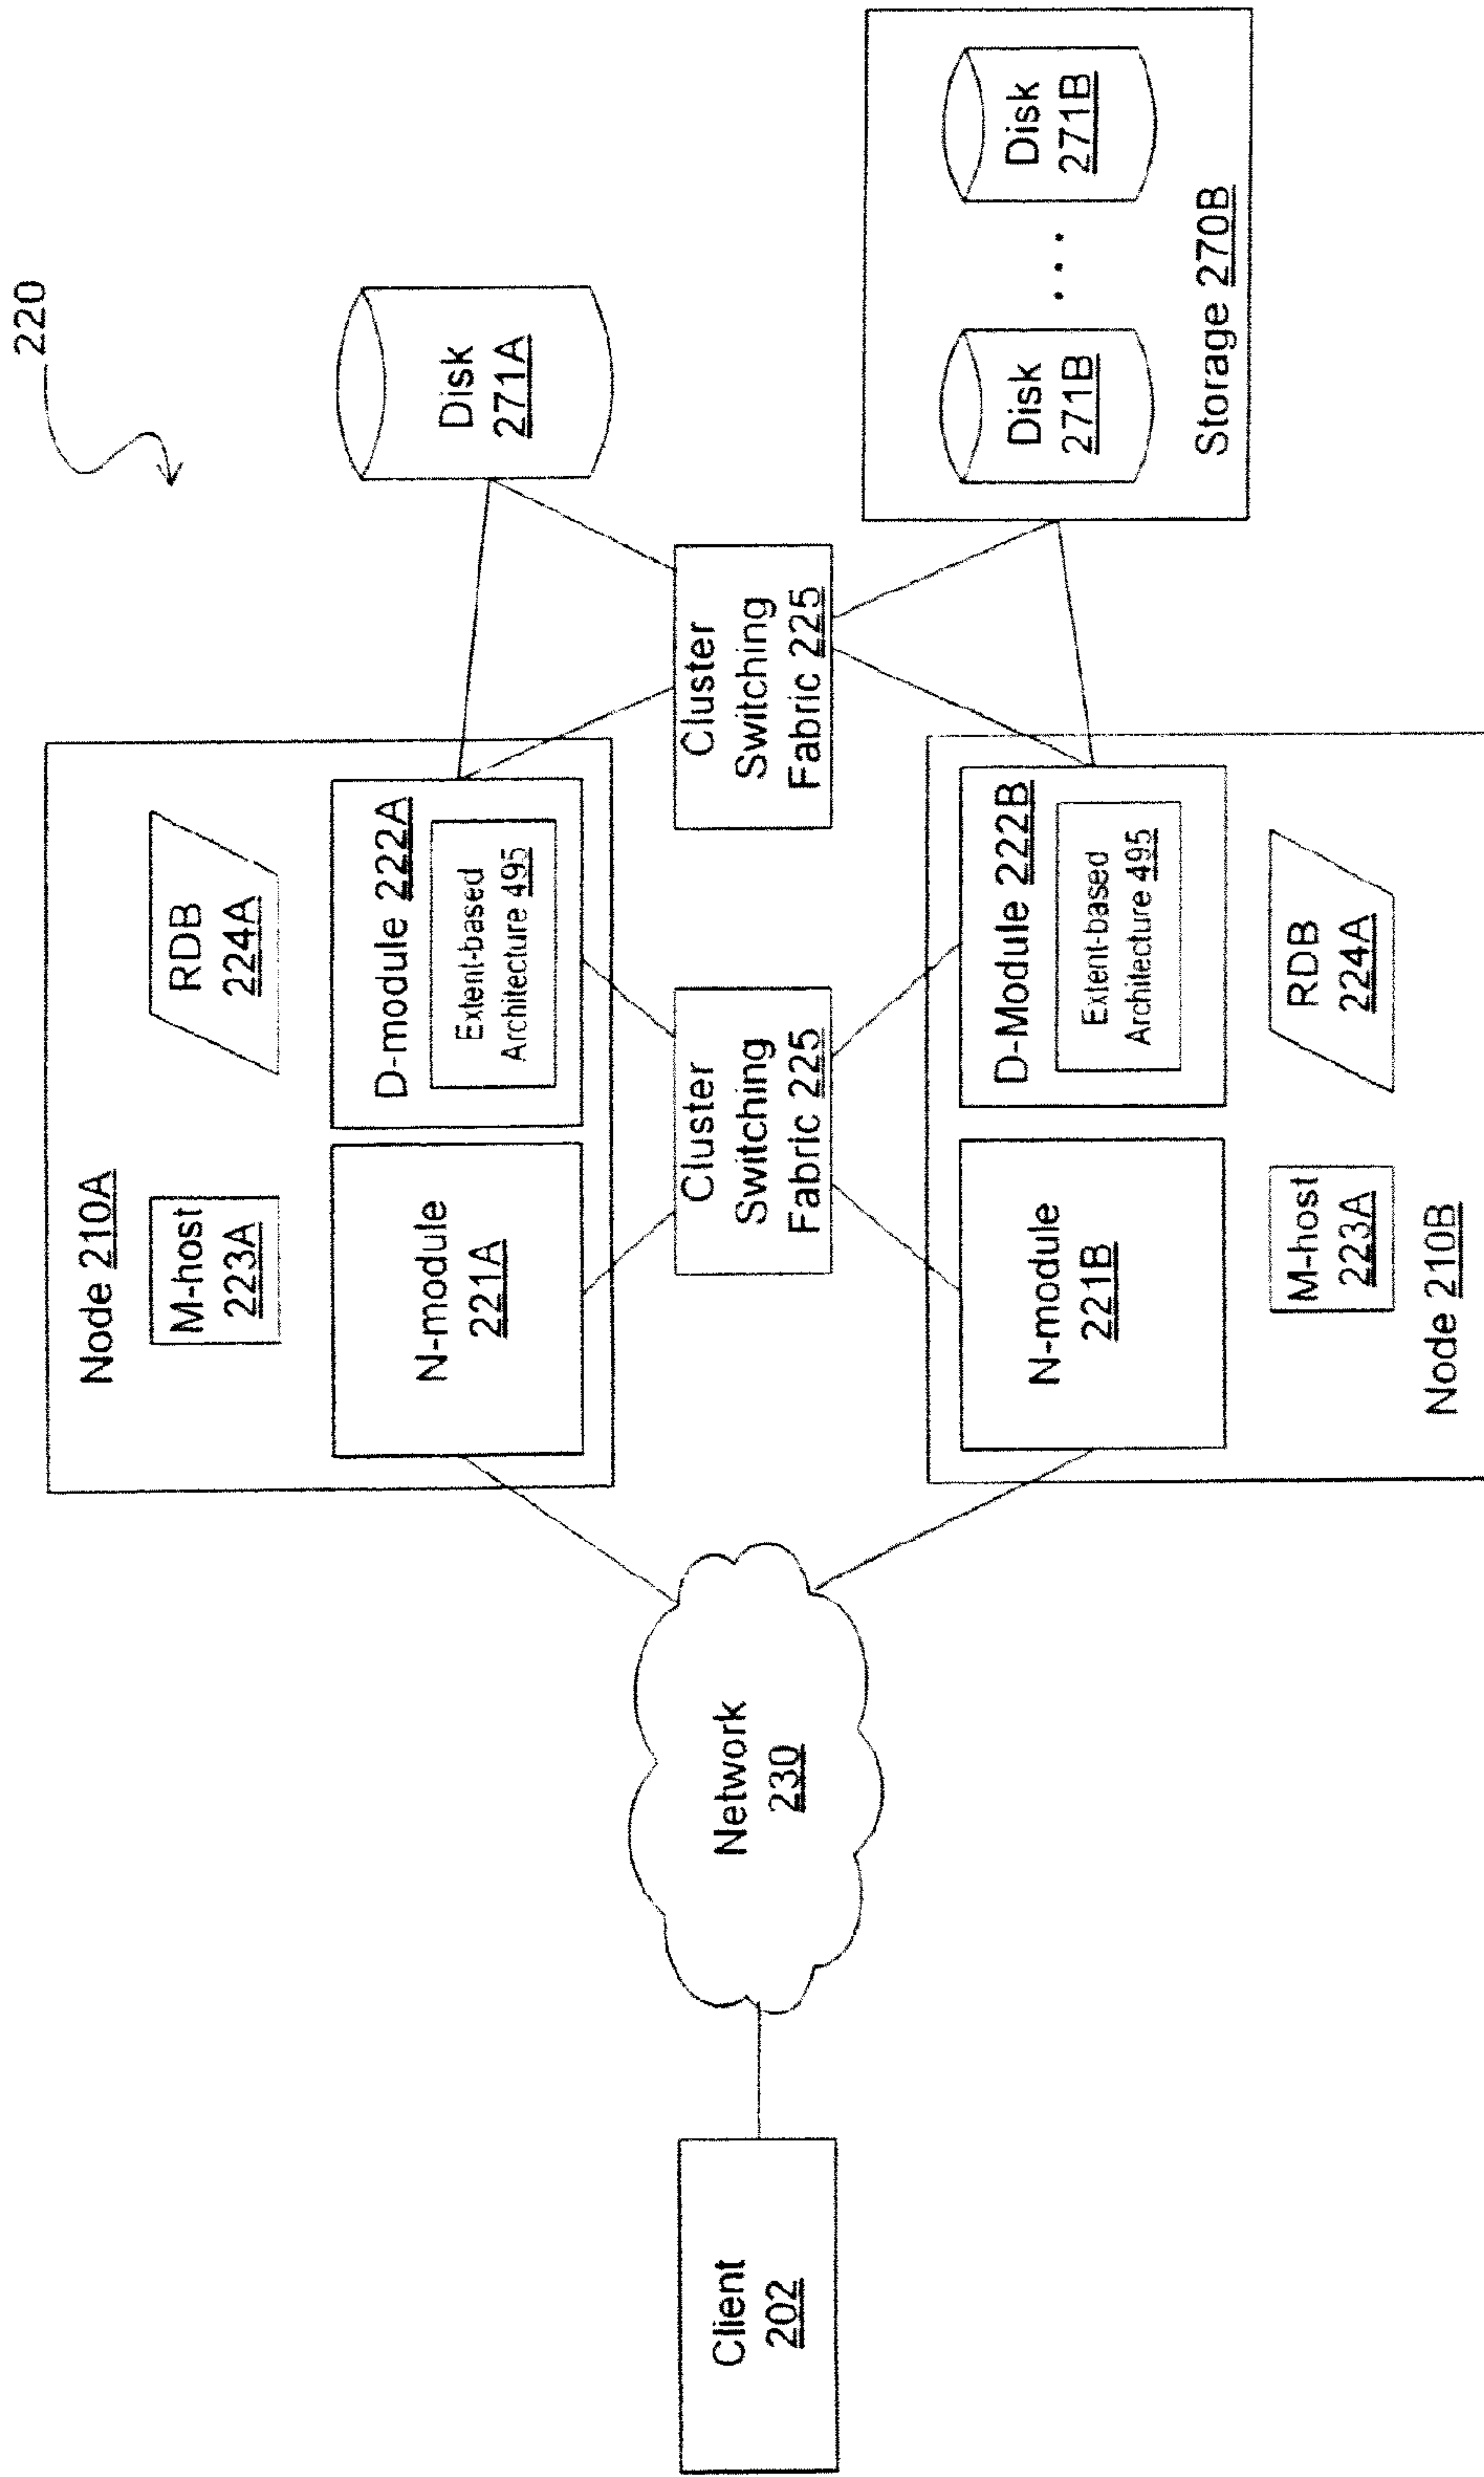 220
Node 210A
M-host
223A
RDB
224A
N-module
221A
D-module 222A
Extent-based
Architecture 495
Disk
271A
Client
202
Network
230
Cluster
Switching
Fabric 225
Cluster
Switching
Fabric 225
N-module
221B
D-Module 222B
Extent-based
Architecture 495
M-host
223A
RDB
224A
Node 210B
Disk
271B
. . .
Disk
271B
Storage 270B